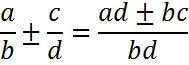 a/b ± c/d = (ad ± bc)/bd